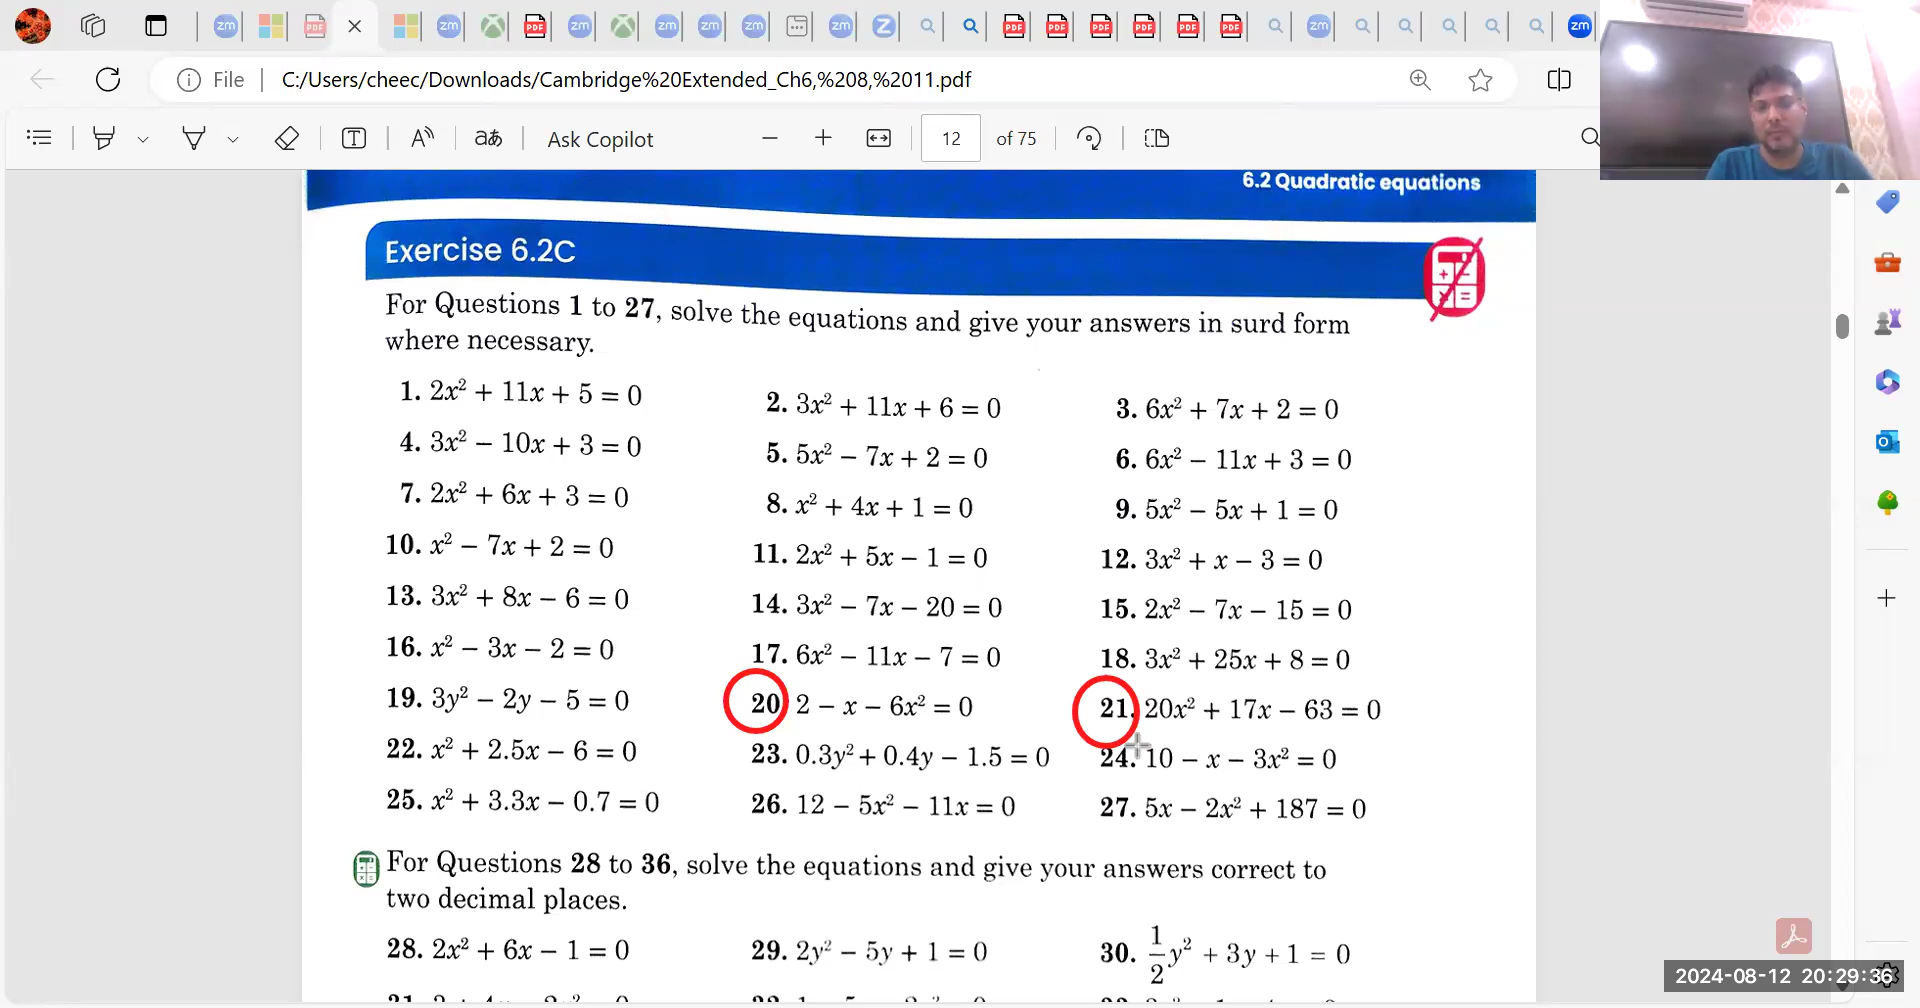 File C:/Users/cheec/Downloads/Cambridge%20Extended_Ch6,%208,%2011.pdf
Ask Copilot 12 of 75
6.2 Quadratic equations
Exercise 6.2C
For Questions 1 to 27, solve the equations and give your answers in surd form
where necessary.
1. 2x² + 11x + 5 = 0 2. 3x² + 11x + 6 = 0 3. 6x² + 7x + 2 = 0
4. 3x² − 10x + 3 = 0 5. 5x² − 7x + 2 = 0 6. 6x² − 11x + 3 = 0
7. 2x² + 6x + 3 = 0 8. x² + 4x + 1 = 0 9. 5x² − 5x + 1 = 0
10. x² − 7x + 2 = 0 11. 2x² + 5x − 1 = 0 12. 3x² + x − 3 = 0
13. 3x² + 8x − 6 = 0 14. 3x² − 7x − 20 = 0 15. 2x² − 7x − 15 = 0
16. x² − 3x − 2 = 0 17. 6x² − 11x − 7 = 0 18. 3x² + 25x + 8 = 0
19. 3y² − 2y − 5 = 0 20. 2 − x − 6x² = 0 21. 20x² + 17x − 63 = 0
22. x² + 2.5x − 6 = 0 23. 0.3y² + 0.4y − 1.5 = 0 24. 10 − x − 3x² = 0
25. x² + 3.3x − 0.7 = 0 26. 12 − 5x² − 11x = 0 27. 5x − 2x² + 187 = 0
For Questions 28 to 36, solve the equations and give your answers correct to
two decimal places.
28. 2x² + 6x − 1 = 0 29. 2y² − 5y + 1 = 0 30. 1/2 y² + 3y + 1 = 0
2024-08-12 20:29:36